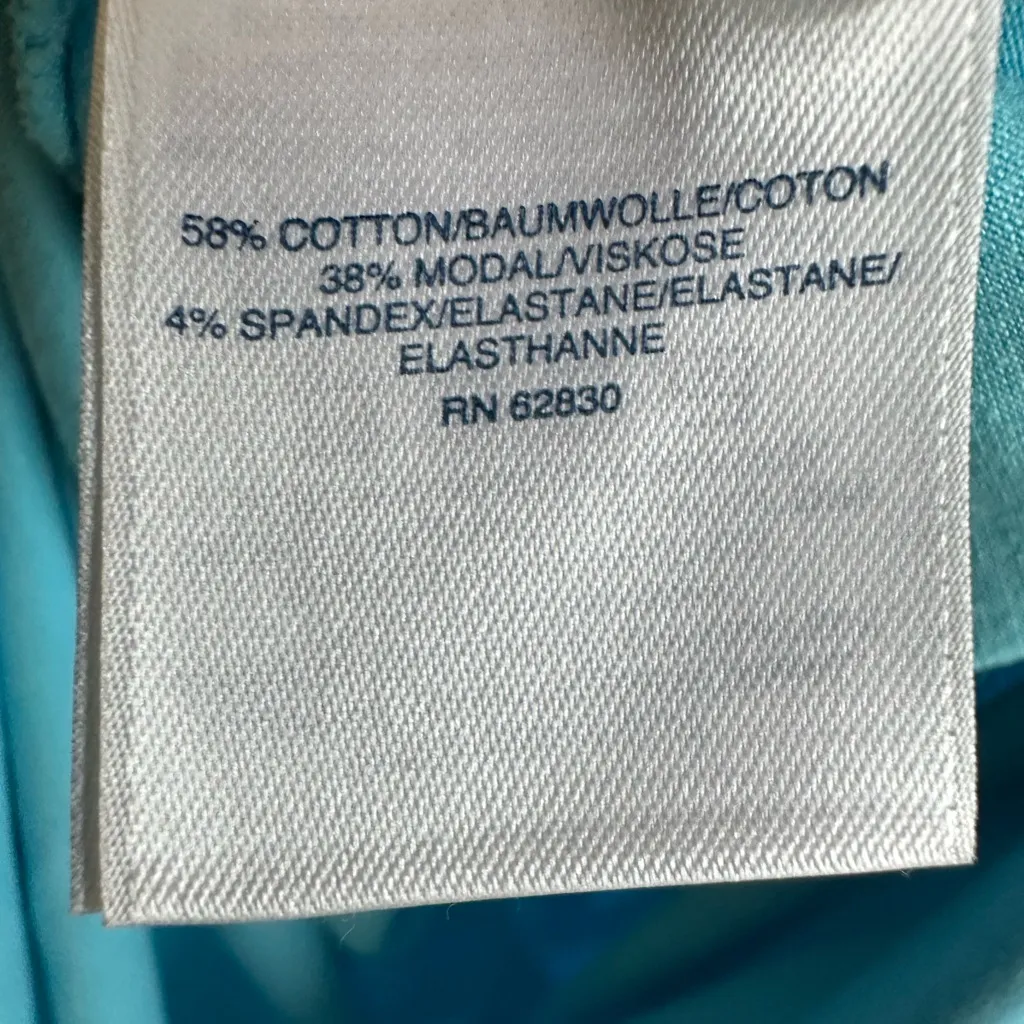 58% COTTON/BAUMWOLLE/COTON
38% MODAL/VISKOSE
4% SPANDEX/ELASTANE/ELASTANE/
ELASTHANNE
RN 62830